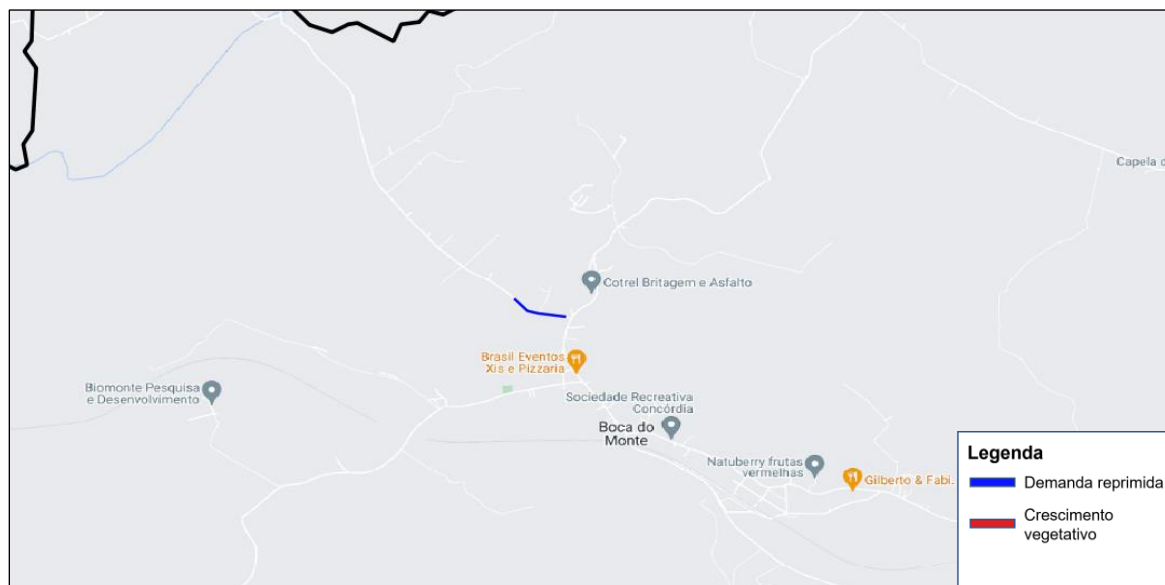 Capela d
Cotrel Britagem e Asfalto
Brasil Eventos
Xis e Pizzaria
Biomonte Pesquisa
e Desenvolvimento
Sociedade Recreativa
Concórdia
Boca do
Monte
Natuberry frutas
vermelhas
Gilberto & Fabi.
Legenda
Demanda reprimida
Crescimento
vegetativo